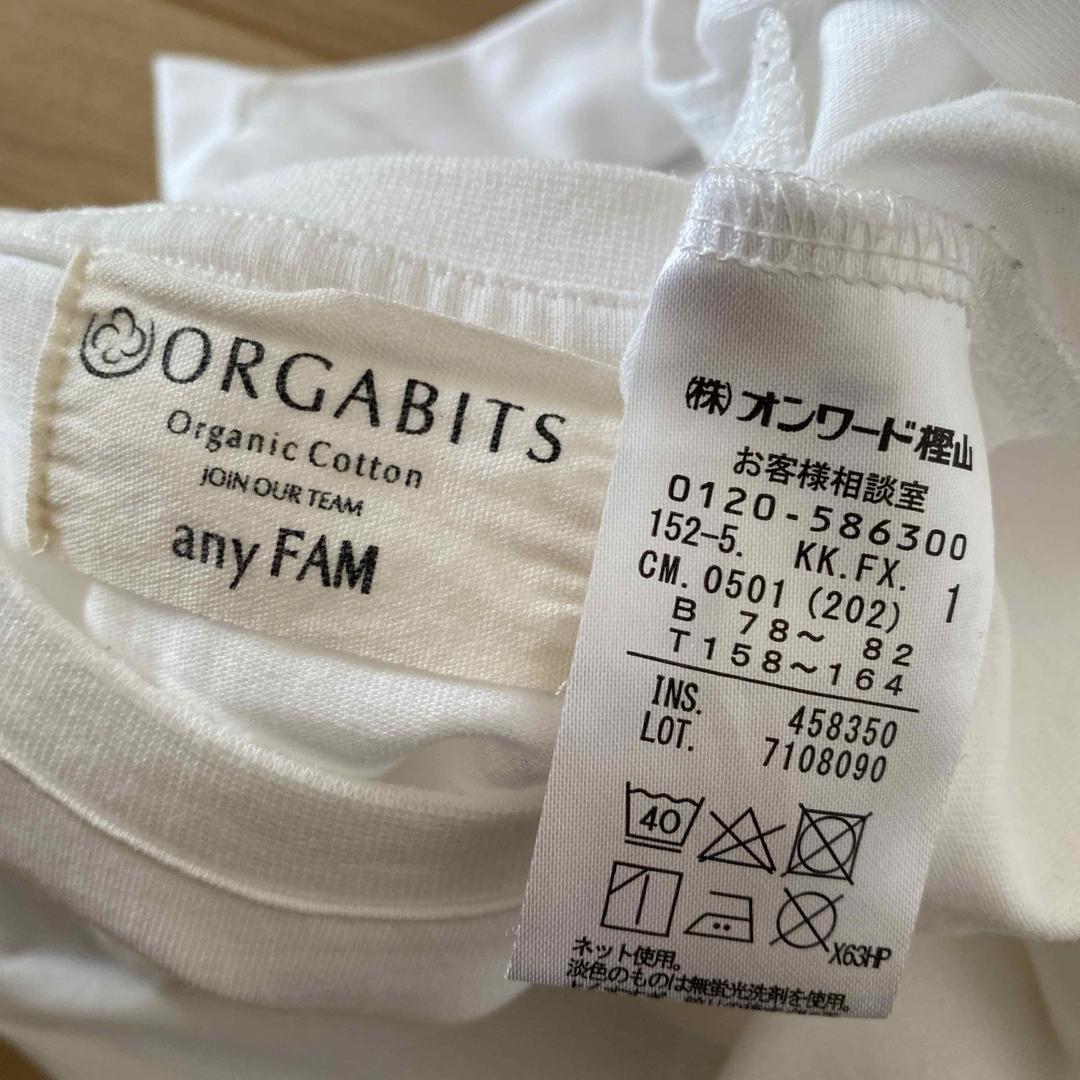 ORGABITS
Organic Cotton
JOIN OUR TEAM
any FAM
(株)オンワード樫山
お客様相談室
0120-586300
152-5. KK.FX. 1
CM. 0501 (202)
B 78～ 82
T158～164
INS. 458350
LOT. 7108090
40
X63HP
ネット使用。
淡色のものは無蛍光洗剤を使用。